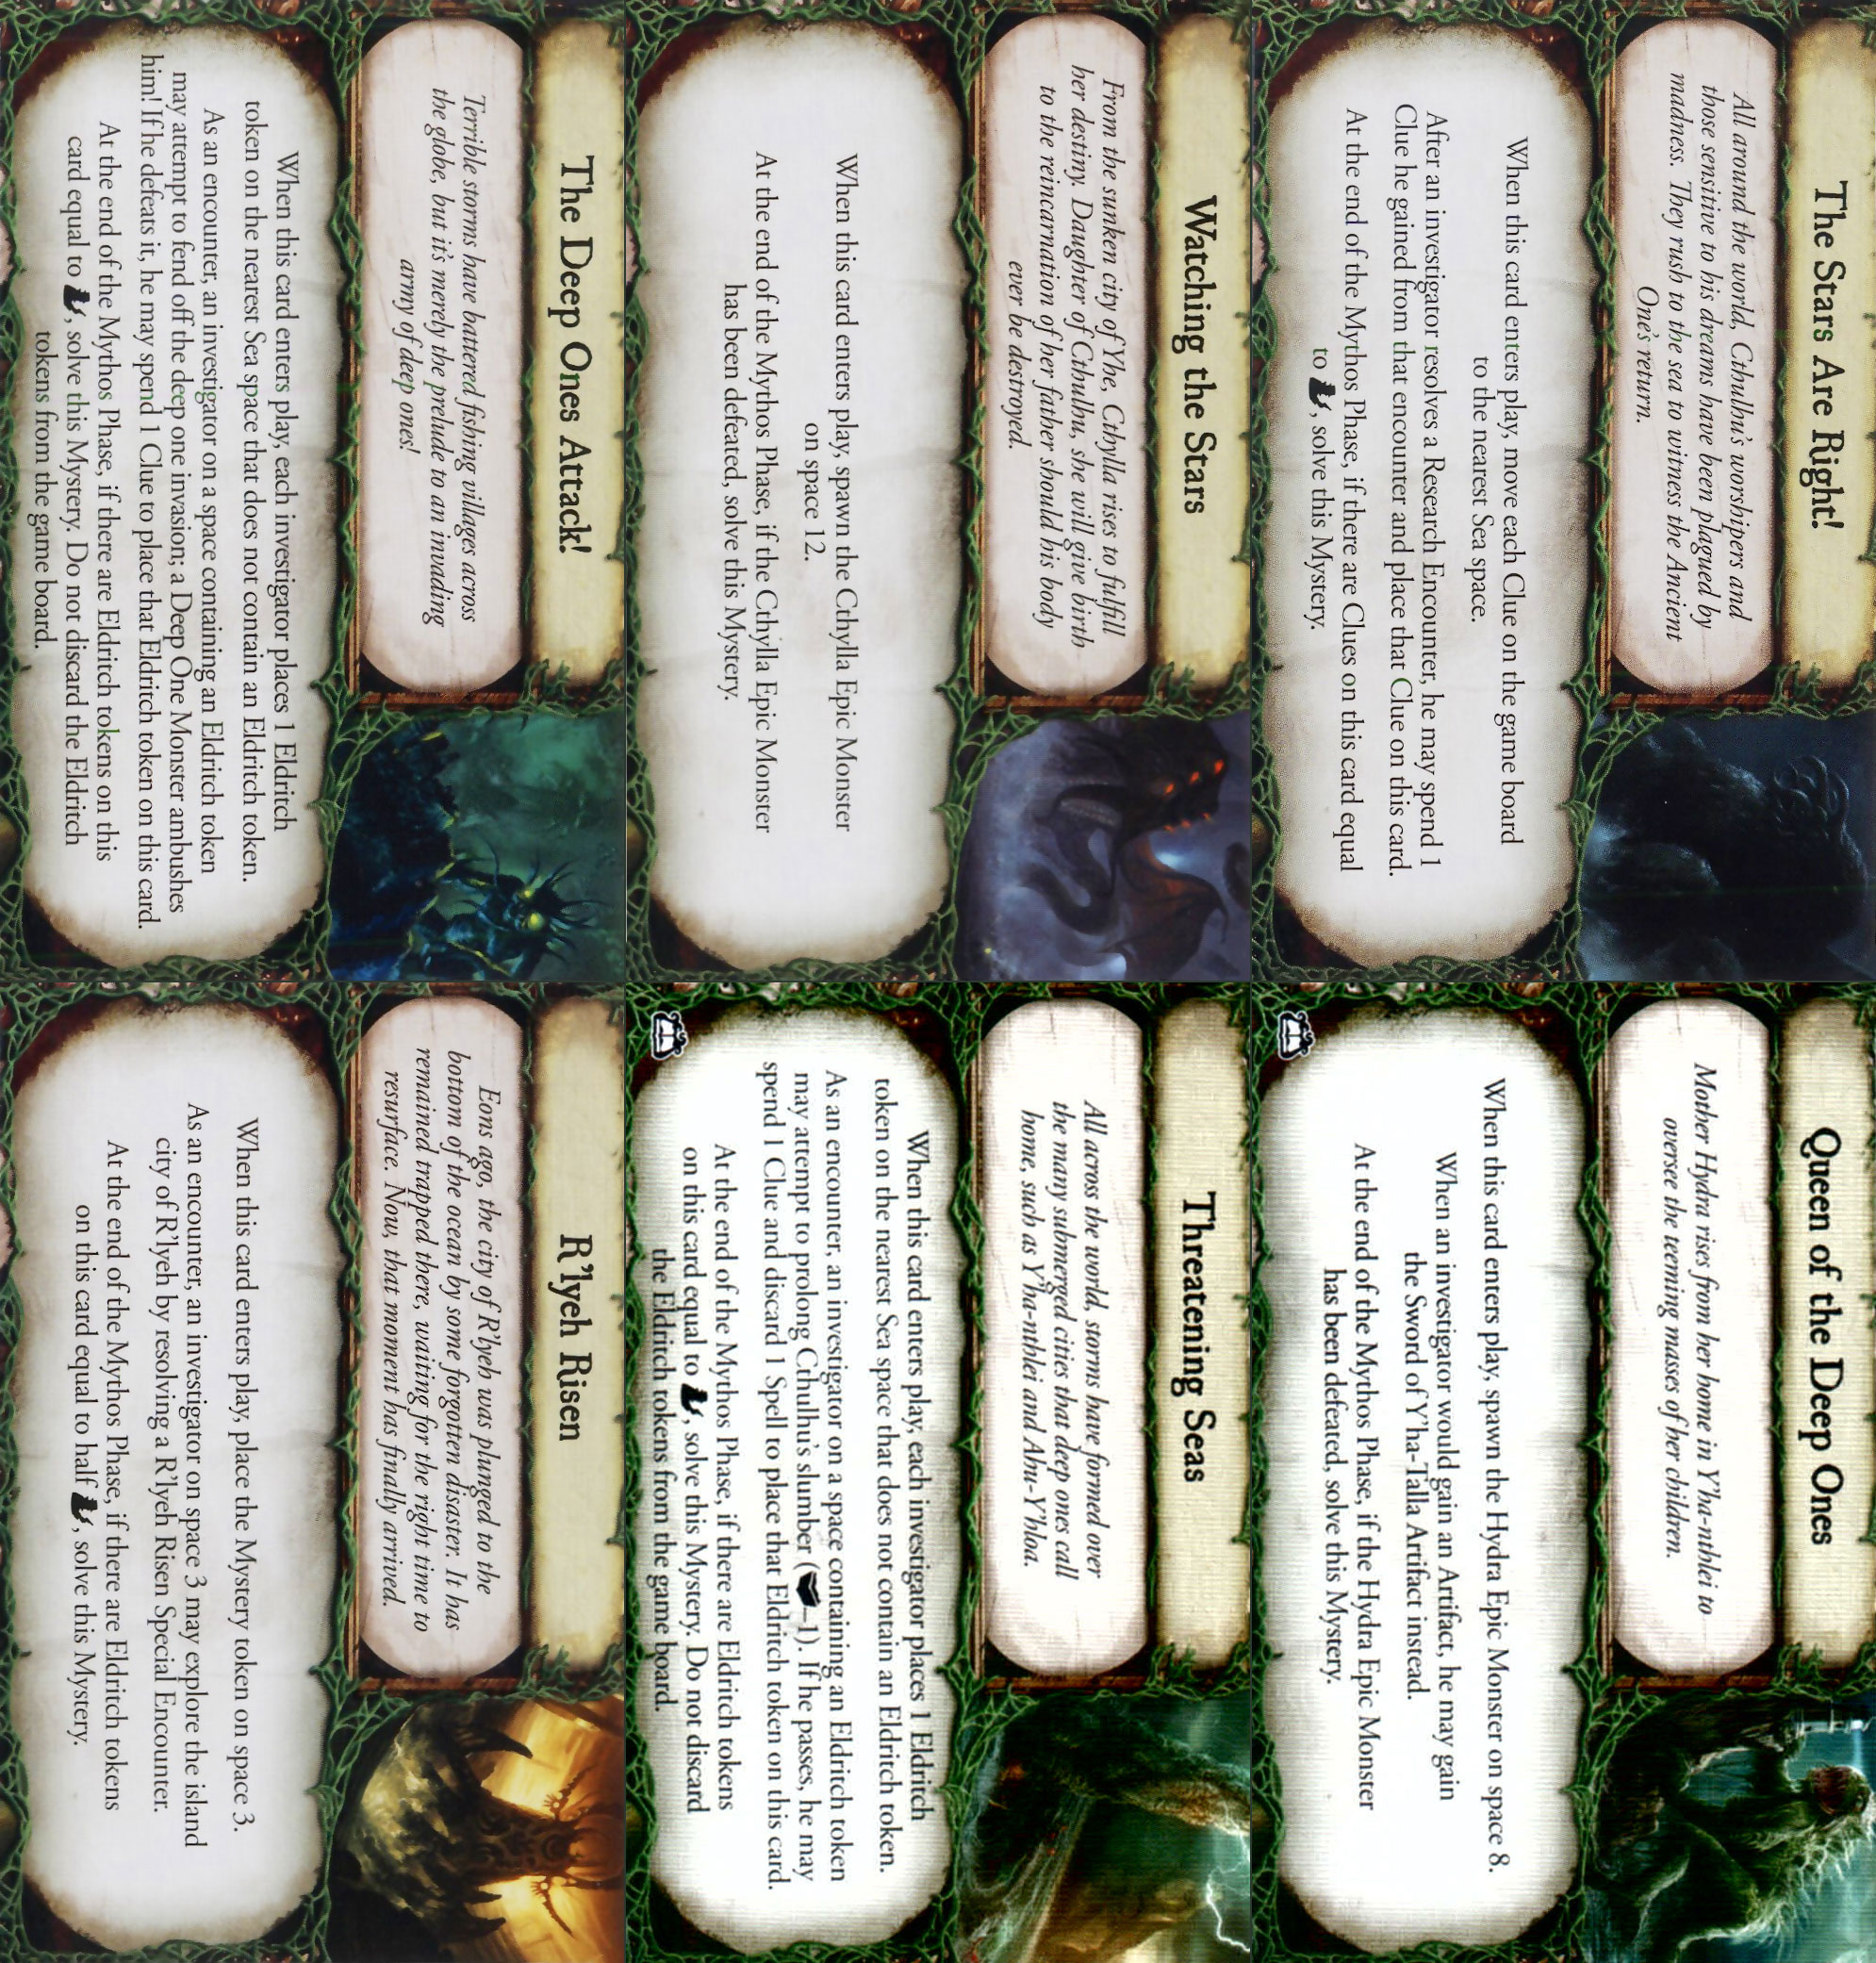 The Stars Are Right!
All around the world, Cthulhu's worshipers and
those sensitive to his dreams have been plagued by
madness. They rush to the sea to witness the Ancient
One's return.
When this card enters play, move each Clue on the game board
to the nearest Sea space.
After an investigator resolves a Research Encounter, he may spend 1
Clue he gained from that encounter and place that Clue on this card.
At the end of the Mythos Phase, if there are Clues on this card equal
to , solve this Mystery.
Queen of the Deep Ones
Mother Hydra rises from her home in Y'ha-nthlei to
oversee the teeming masses of her children.
When this card enters play, spawn the Hydra Epic Monster on space 8.
When an investigator would gain an Artifact, he may gain
the Sword of Y'ha-Talla Artifact instead.
At the end of the Mythos Phase, if the Hydra Epic Monster
has been defeated, solve this Mystery.
Watching the Stars
From the sunken city of Yhe, Cthylla rises to fulfill
her destiny. Daughter of Cthulhu, she will give birth
to the reincarnation of her father should his body
ever be destroyed.
When this card enters play, spawn the Cthylla Epic Monster
on space 12.
At the end of the Mythos Phase, if the Cthylla Epic Monster
has been defeated, solve this Mystery.
Threatening Seas
All across the world, storms have formed over
the many submerged cities that deep ones call
home, such as Y'ha-nthlei and Ahu-Y'hloa.
When this card enters play, each investigator places 1 Eldritch
token on the nearest Sea space that does not contain an Eldritch token.
As an encounter, an investigator on a space containing an Eldritch token
may attempt to prolong Cthulhu's slumber (–1). If he passes, he may
spend 1 Clue and discard 1 Spell to place that Eldritch token on this card.
At the end of the Mythos Phase, if there are Eldritch tokens
on this card equal to , solve this Mystery. Do not discard
the Eldritch tokens from the game board.
The Deep Ones Attack!
Terrible storms have battered fishing villages across
the globe, but it's merely the prelude to an invading
army of deep ones!
When this card enters play, each investigator places 1 Eldritch
token on the nearest Sea space that does not contain an Eldritch token.
As an encounter, an investigator on a space containing an Eldritch token
may attempt to fend off the deep one invasion; a Deep One Monster ambushes
him! If he defeats it, he may spend 1 Clue to place that Eldritch token on this card.
At the end of the Mythos Phase, if there are Eldritch tokens on this
card equal to , solve this Mystery. Do not discard the Eldritch
tokens from the game board.
R'lyeh Risen
Eons ago, the city of R'lyeh was plunged to the
bottom of the ocean by some forgotten disaster. It has
remained trapped there, waiting for the right time to
resurface. Now, that moment has finally arrived.
When this card enters play, place the Mystery token on space 3.
As an encounter, an investigator on space 3 may explore the island
city of R'lyeh by resolving a R'lyeh Risen Special Encounter.
At the end of the Mythos Phase, if there are Eldritch tokens
on this card equal to half , solve this Mystery.